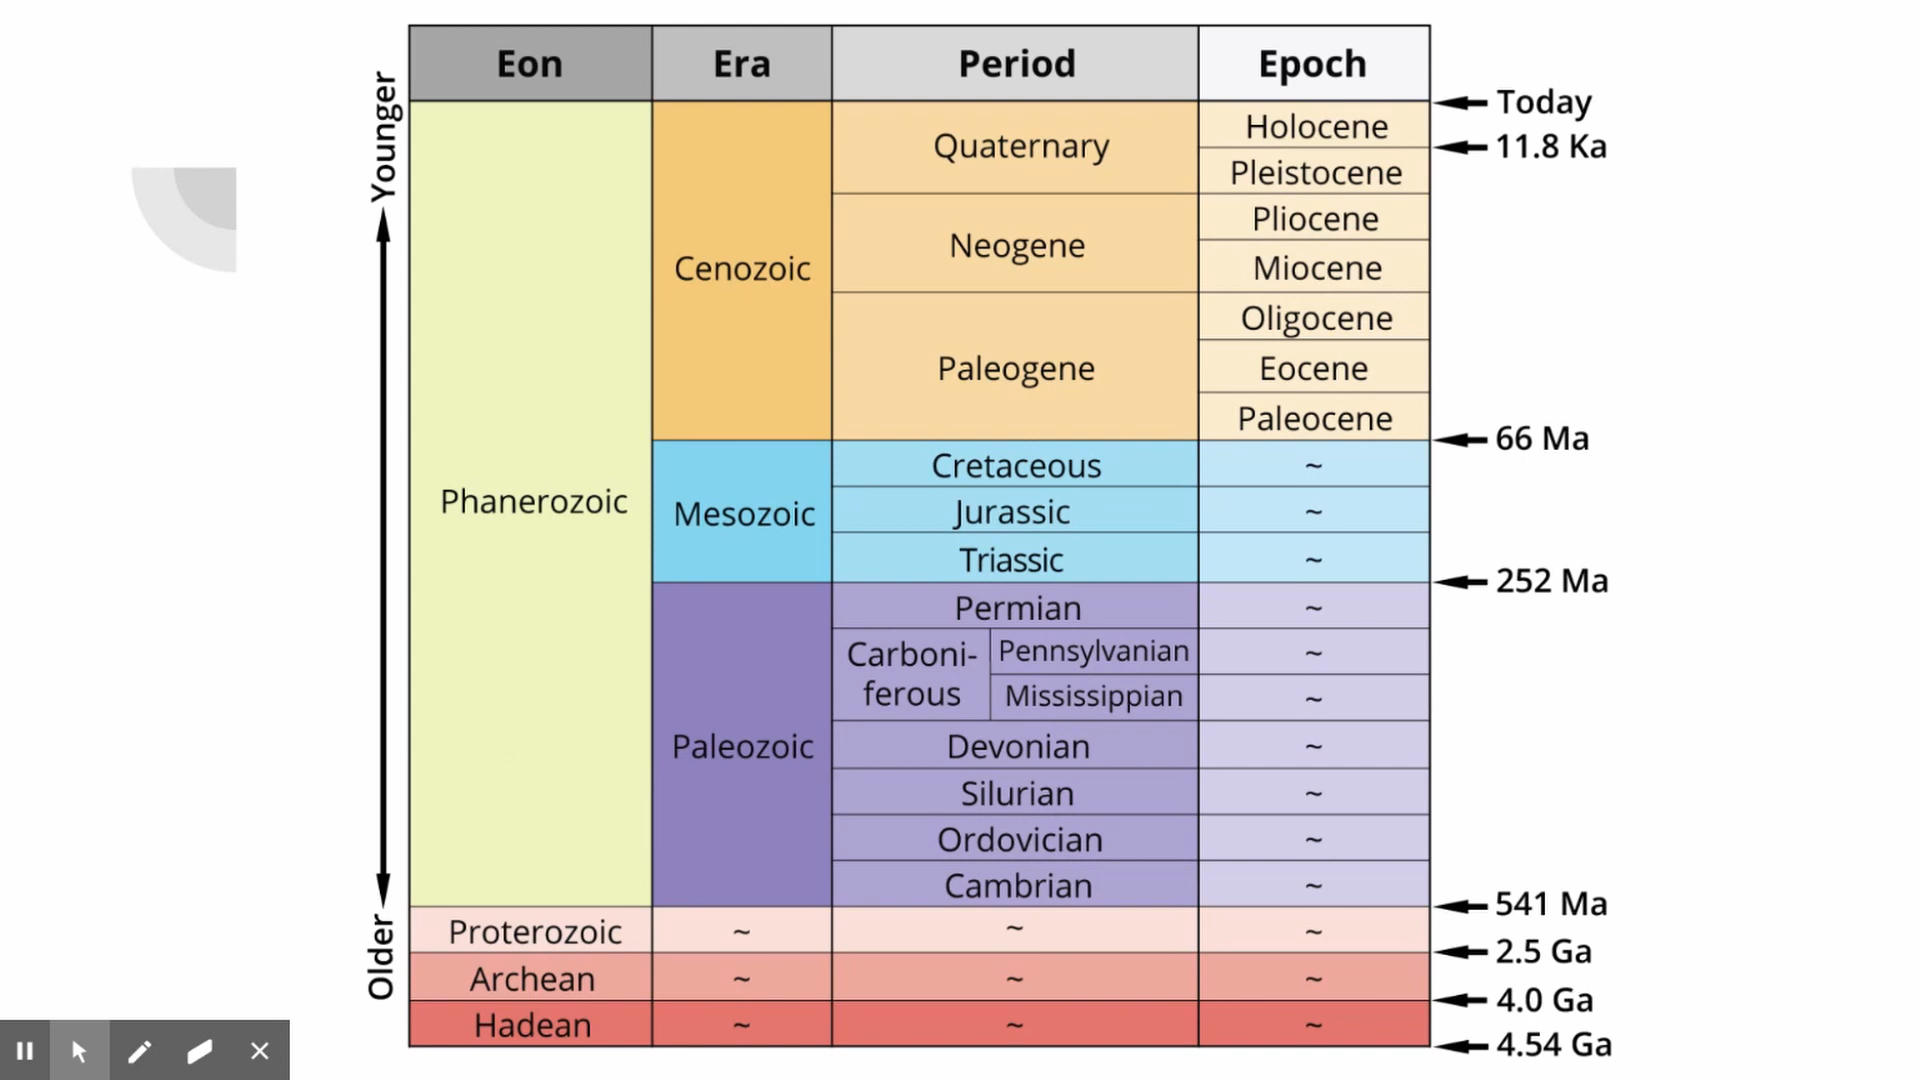 Eon Era Period Epoch
Younger
Today
Holocene
Quaternary
11.8 Ka
Pleistocene
Pliocene
Neogene
Cenozoic
Miocene
Oligocene
Paleogene
Eocene
Paleocene
66 Ma
Phanerozoic
Cretaceous ~
Mesozoic
Jurassic ~
Triassic ~
252 Ma
Permian ~
Carboni-
ferous
Pennsylvanian ~
Mississippian ~
Paleozoic
Devonian ~
Silurian ~
Ordovician ~
Cambrian ~
541 Ma
Older
Proterozoic ~ ~ ~
2.5 Ga
Archean ~ ~ ~
4.0 Ga
Hadean ~ ~ ~
4.54 Ga